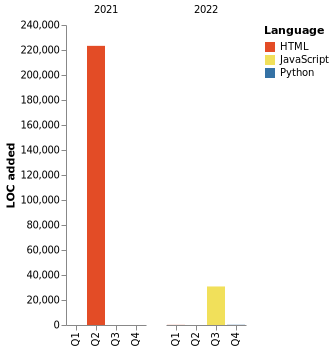 2021
2022
Language
HTML
JavaScript
Python
LOC added
240,000
220,000
200,000
180,000
160,000
140,000
120,000
100,000
80,000
60,000
40,000
20,000
0
Q1 Q2 Q3 Q4
Q1 Q2 Q3 Q4